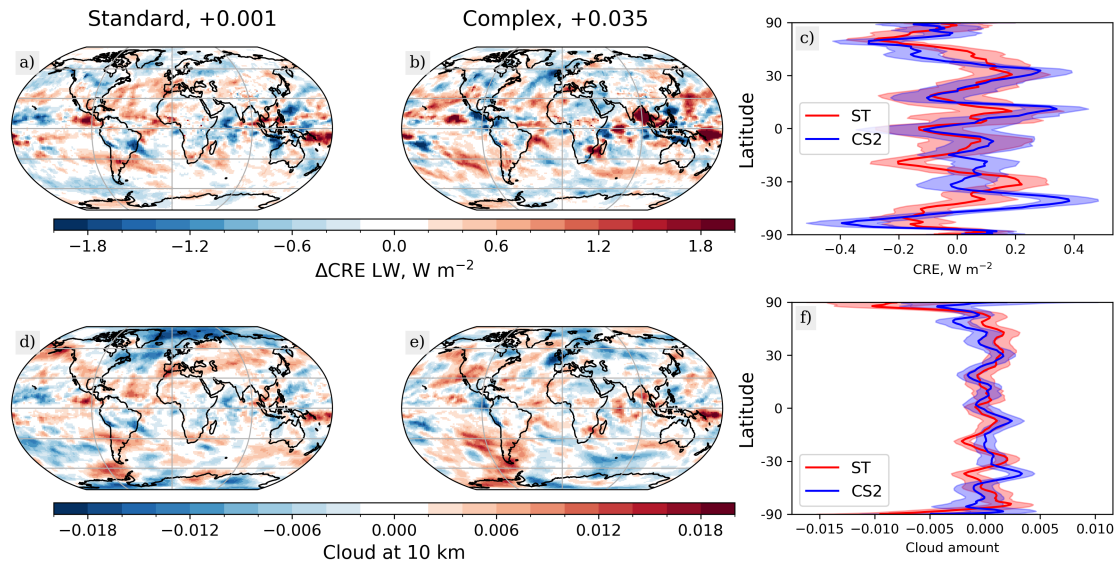 Standard, +0.001
Complex, +0.035
a)
b)
−1.8 −1.2 −0.6 0.0 0.6 1.2 1.8
ΔCRE LW, W m−2
c)
90
30
0
-30
-90
Latitude
ST
CS2
−0.4 −0.2 0.0 0.2 0.4
CRE, W m−2
d)
e)
−0.018 −0.012 −0.006 0.000 0.006 0.012 0.018
Cloud at 10 km
f)
90
30
0
-30
-90
Latitude
ST
CS2
−0.015 −0.010 −0.005 0.000 0.005 0.010
Cloud amount